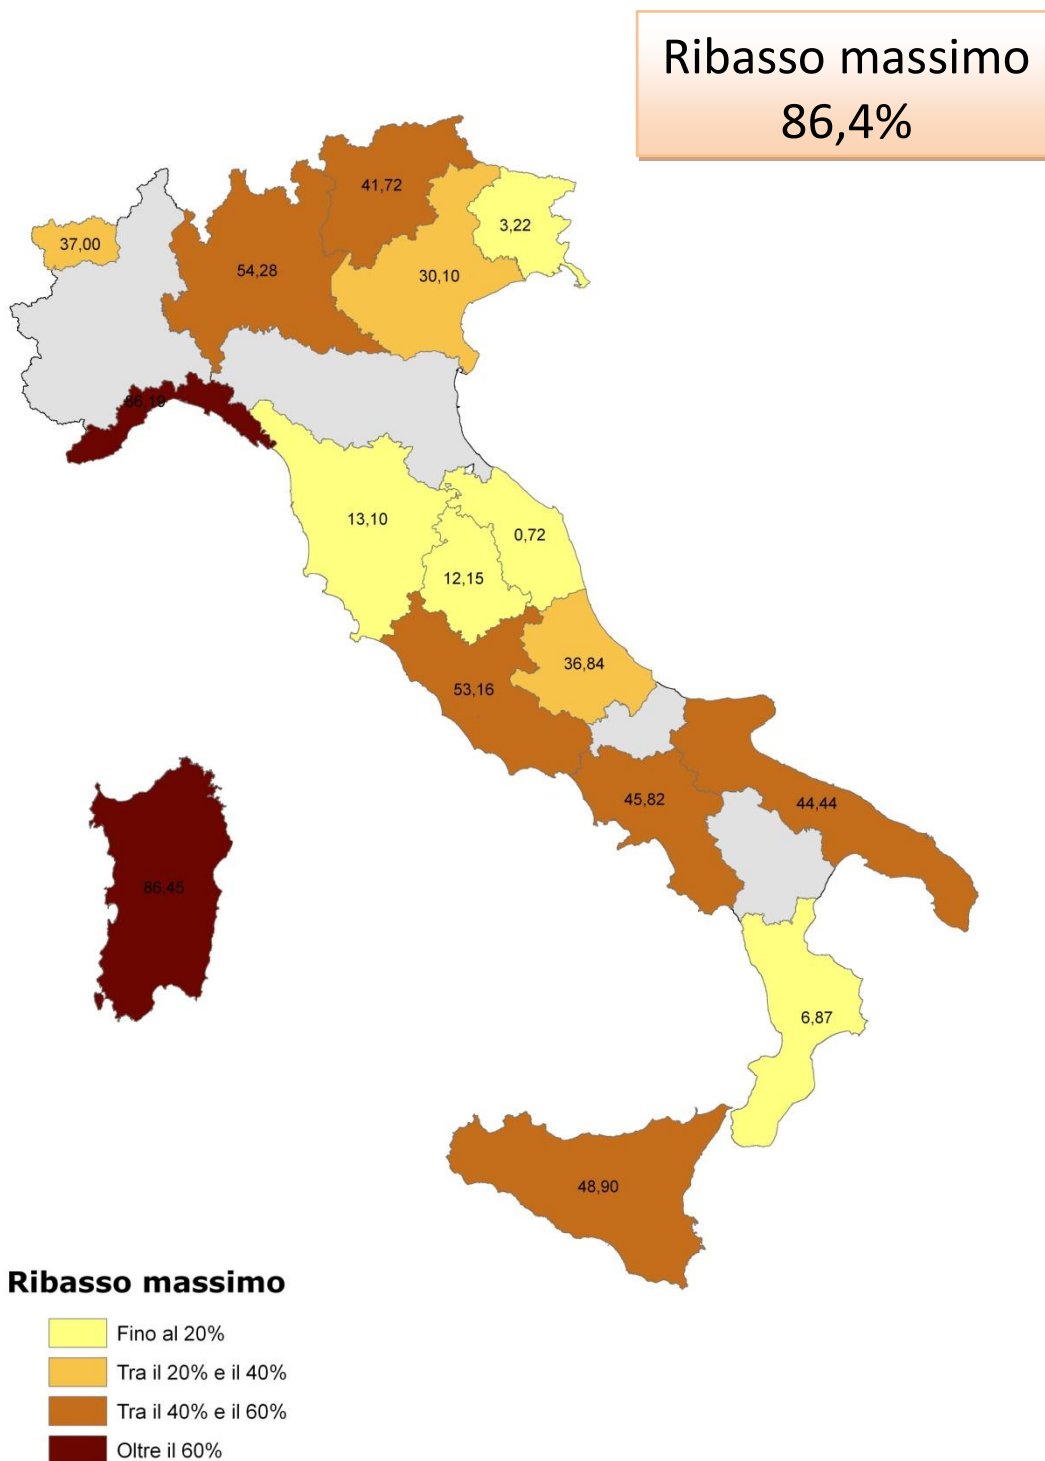 Ribasso massimo
86,4%
41,72
3,22
37,00
54,28
30,10
86,19
13,10
0,72
12,15
36,84
53,16
45,82
44,44
86,45
6,87
48,90
Ribasso massimo
Fino al 20%
Tra il 20% e il 40%
Tra il 40% e il 60%
Oltre il 60%